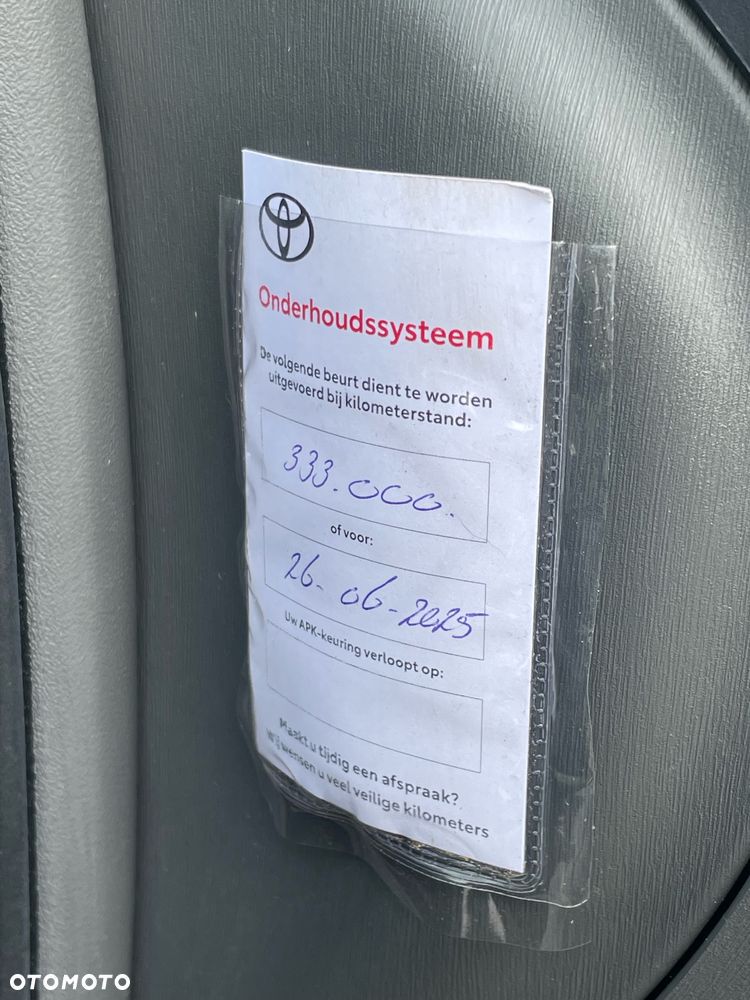 Onderhoudssysteem
De volgende beurt dient te worden
uitgevoerd bij kilometerstand:
333.000.
of voor:
26-06-2025
Uw APK-keuring verloopt op:
Maakt u tijdig een afspraak?
Wij wensen u veel veilige kilometers
OTOMOTO